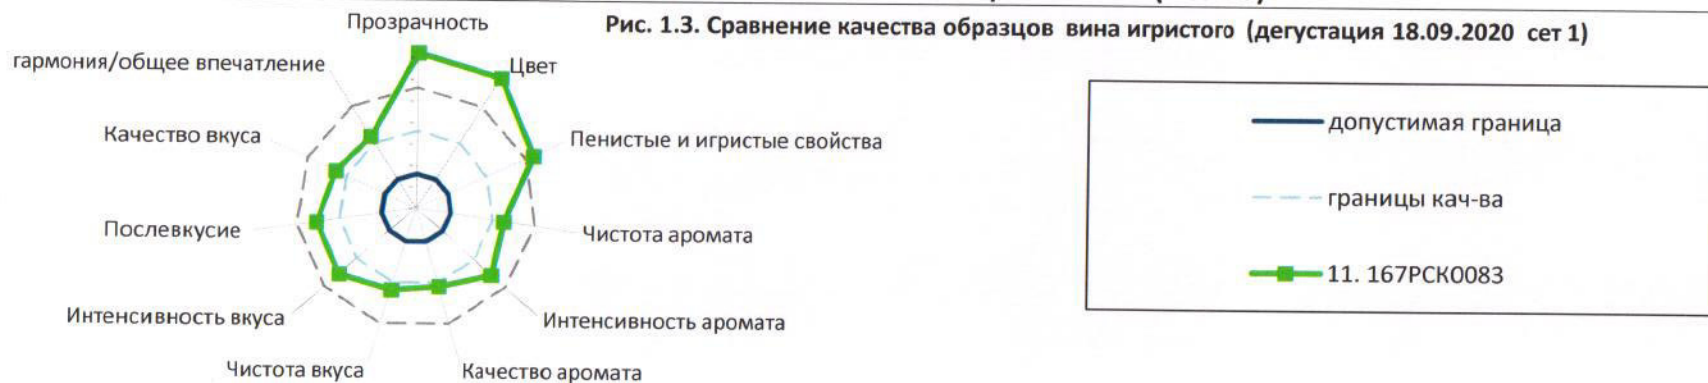 Рис. 1.3. Сравнение качества образцов вина игристого (дегустация 18.09.2020 сет 1)
Прозрачность
Цвет
Пенистые и игристые свойства
Чистота аромата
Интенсивность аромата
Качество аромата
Чистота вкуса
Интенсивность вкуса
Послевкусие
Качество вкуса
гармония/общее впечатление
допустимая граница
границы кач-ва
11. 167РСК0083